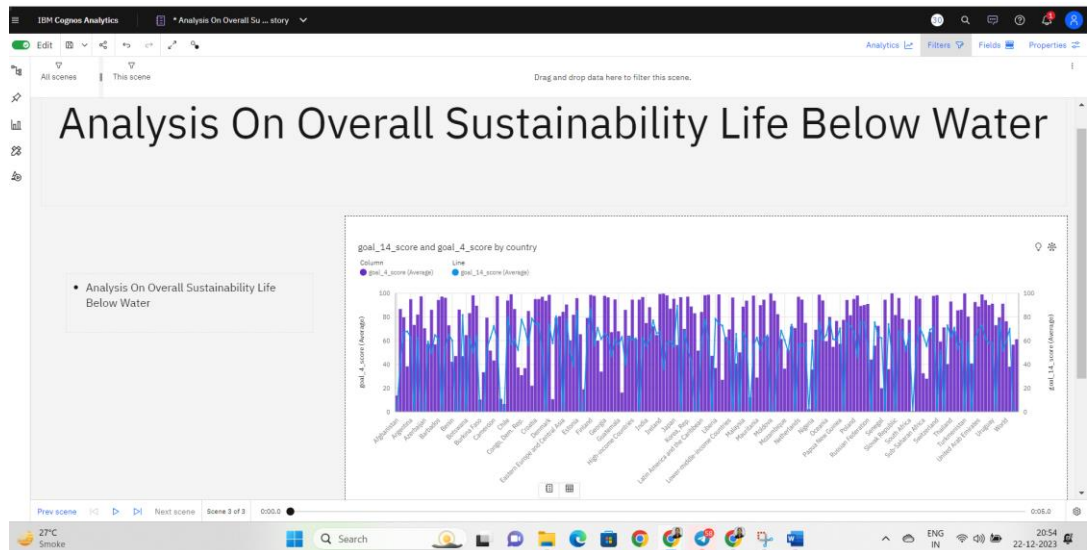 IBM Cognos Analytics
* Analysis On Overall Su ... story
30
Edit
Analytics
Filters
Fields
Properties
All scenes
This scene
Drag and drop data here to filter this scene.
Analysis On Overall Sustainability Life Below Water
• Analysis On Overall Sustainability Life
Below Water
goal_14_score and goal_4_score by country
Column
Line
goal_4_score (Average)
goal_14_score (Average)
100
80
60
40
20
0
goal_4_score (Average)
100
80
60
40
20
0
goal_14_score (Average)
Afghanistan
Argentina
Azerbaijan
Barbados
Benin
Botswana
Burkina Faso
Cameroon
Chile
Congo, Dem. Rep.
Croatia
Denmark
Eastern Europe and Central Asia
Estonia
Finland
Georgia
Guatemala
High-income Countries
India
Ireland
Japan
Korea, Rep.
Latin America and the Caribbean
Liberia
Lower-middle-income Countries
Malaysia
Mauritania
Moldova
Mozambique
Netherlands
Nigeria
Oceania
Papua New Guinea
Poland
Russian Federation
Senegal
Slovak Republic
South Africa
Sub-Saharan Africa
Switzerland
Thailand
Turkmenistan
United Arab Emirates
Uruguay
World
Prev scene
Next scene
Scene 3 of 3
0:00.0
0:05.0
27°C
Smoke
Search
ENG
IN
20:54
22-12-2023